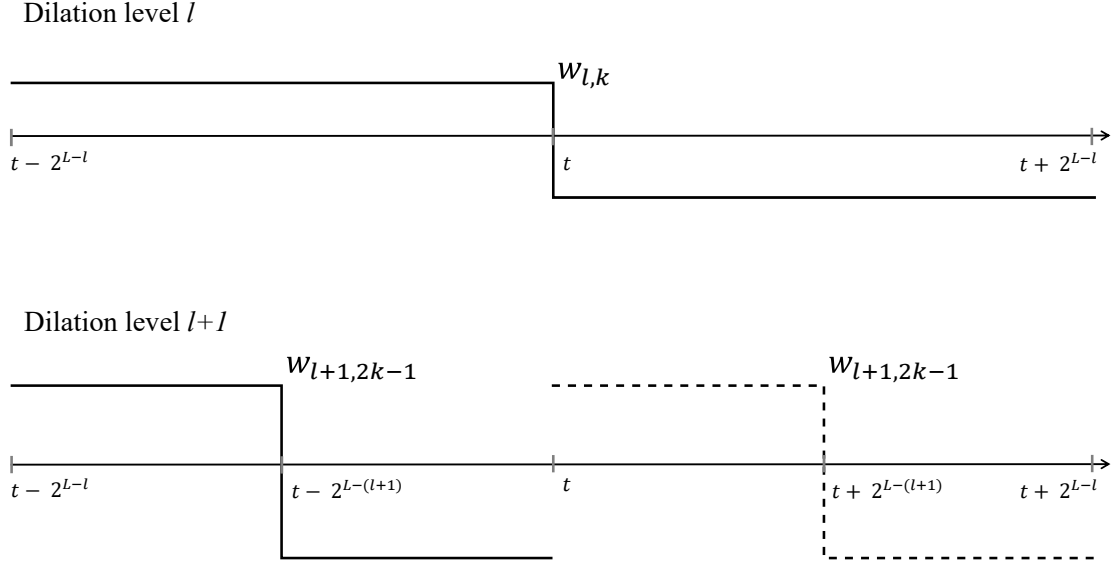 Dilation level l
w_{l,k}
t − 2^{L−l} t t + 2^{L−l}
Dilation level l+1
w_{l+1,2k−1} w_{l+1,2k−1}
t − 2^{L−l} t − 2^{L−(l+1)} t t + 2^{L−(l+1)} t + 2^{L−l}